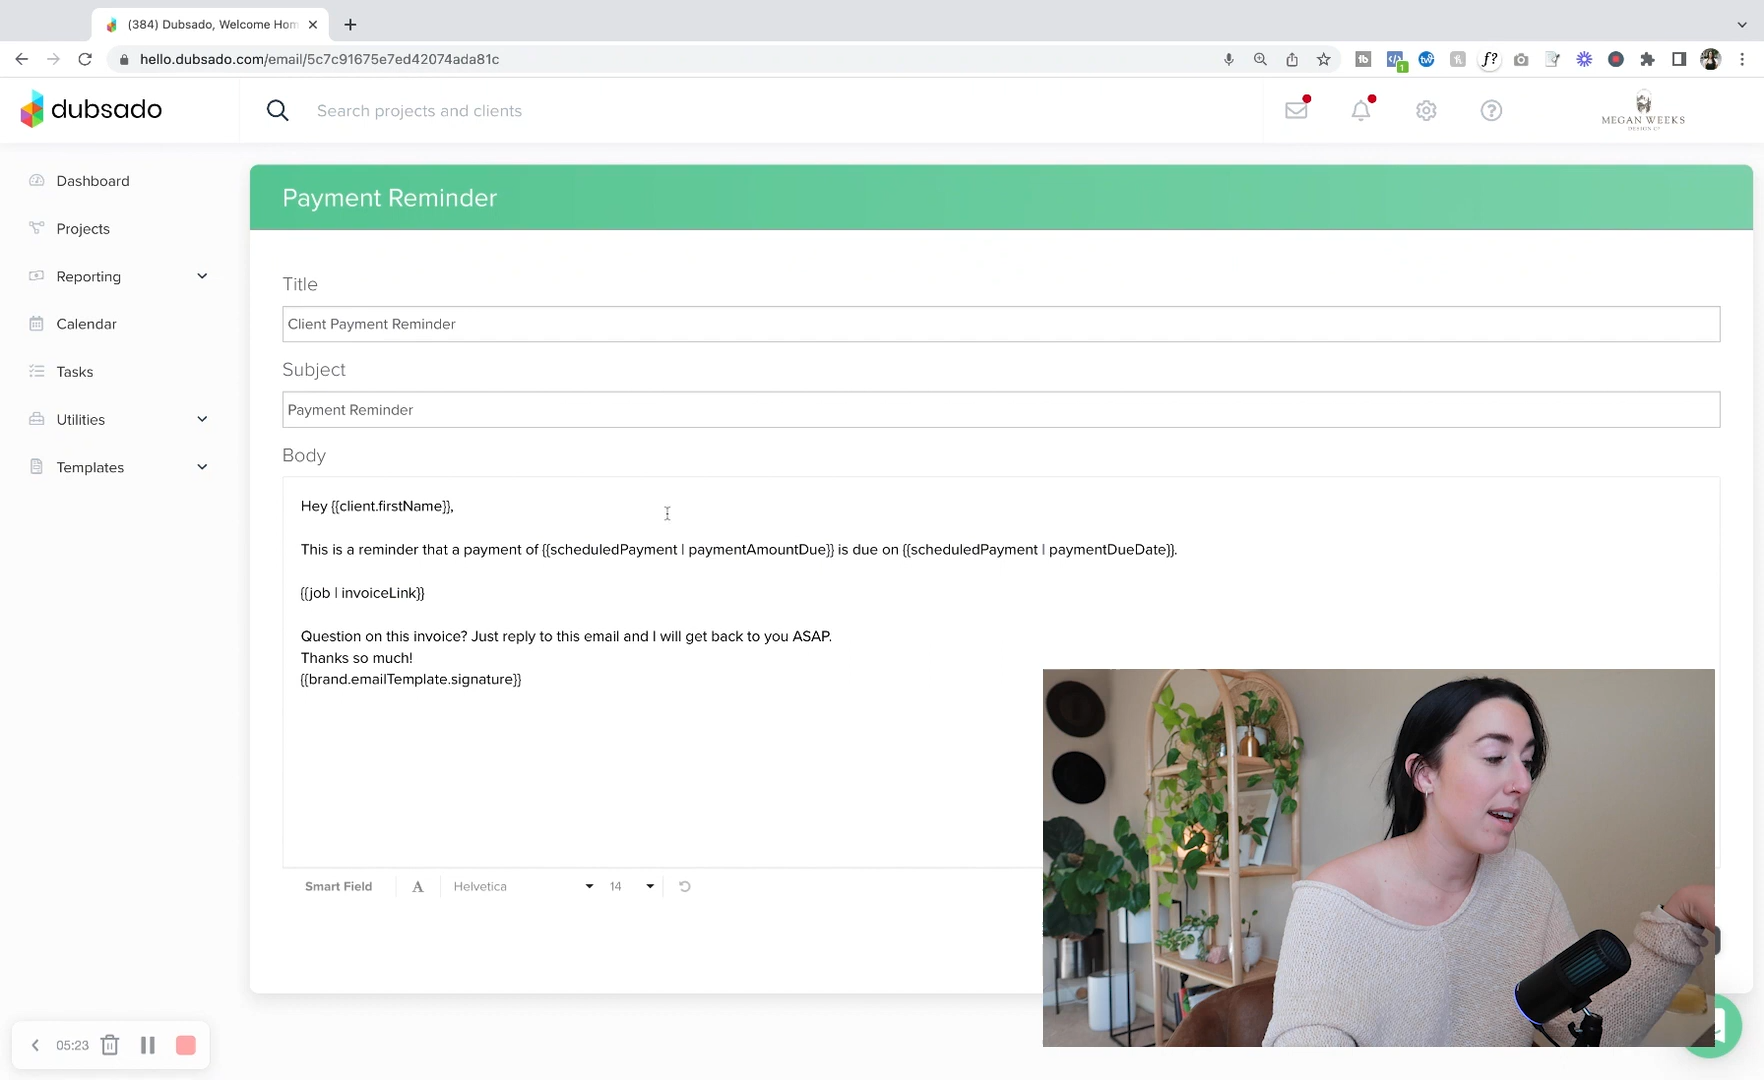 (384) Dubsado, Welcome Hom
hello.dubsado.com/email/5c7c91675e7ed42074ada81c
1
dubsado
Search projects and clients
MEGAN WEEKS
DESIGN CO
Dashboard
Projects
Reporting
Calendar
Tasks
Utilities
Templates
Payment Reminder
Title
Client Payment Reminder
Subject
Payment Reminder
Body
Hey {{client.firstName}},
This is a reminder that a payment of {{scheduledPayment | paymentAmountDue}} is due on {{scheduledPayment | paymentDueDate}}.
{{job | invoiceLink}}
Question on this invoice? Just reply to this email and I will get back to you ASAP.
Thanks so much!
{{brand.emailTemplate.signature}}
Smart Field
A
Helvetica
14
05:23